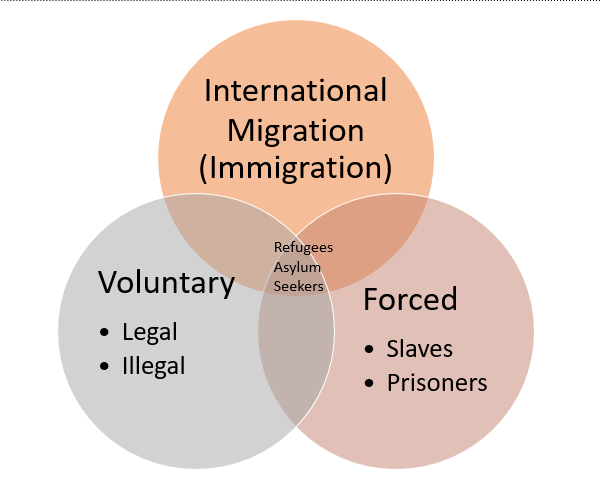 International
Migration
(Immigration)
Refugees
Asylum
Seekers
Voluntary
• Legal
• Illegal
Forced
• Slaves
• Prisoners